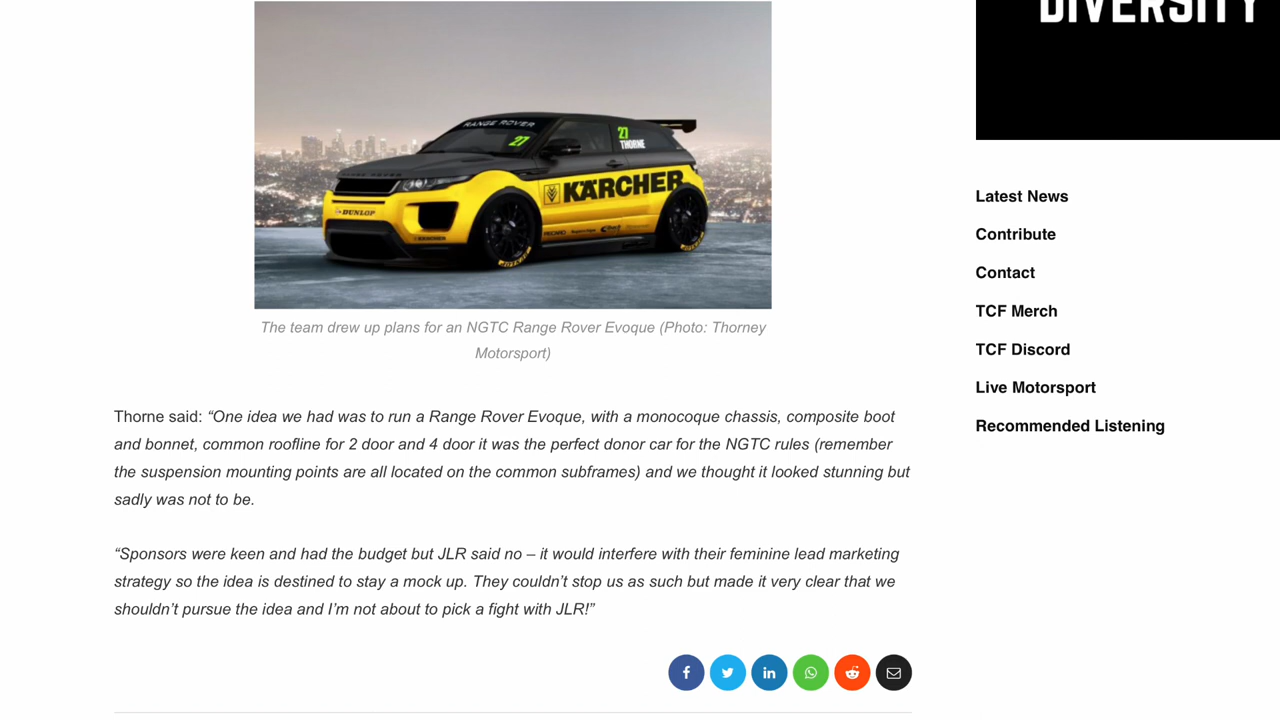 DIVERSITY
RANGE ROVER
27
27
THORNE
KÄRCHER
DUNLOP
KÄRCHER
RECARO
DUNLOP
DUNLOP
The team drew up plans for an NGTC Range Rover Evoque (Photo: Thorney
Motorsport)
Thorne said: “One idea we had was to run a Range Rover Evoque, with a monocoque chassis, composite boot
and bonnet, common roofline for 2 door and 4 door it was the perfect donor car for the NGTC rules (remember
the suspension mounting points are all located on the common subframes) and we thought it looked stunning but
sadly was not to be.
“Sponsors were keen and had the budget but JLR said no – it would interfere with their feminine lead marketing
strategy so the idea is destined to stay a mock up. They couldn’t stop us as such but made it very clear that we
shouldn’t pursue the idea and I’m not about to pick a fight with JLR!”
Latest News
Contribute
Contact
TCF Merch
TCF Discord
Live Motorsport
Recommended Listening